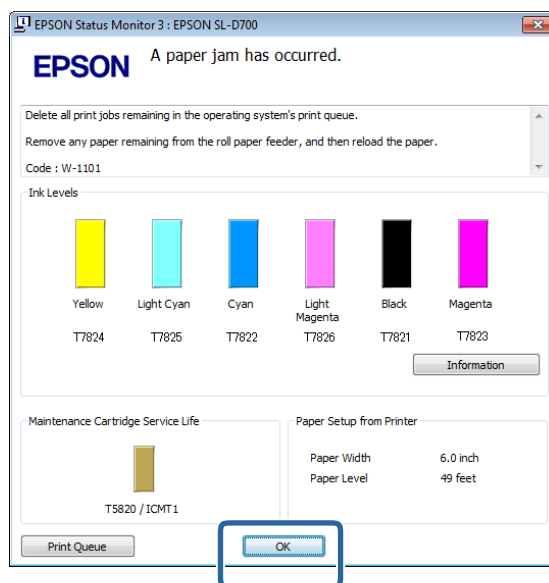 EPSON Status Monitor 3 : EPSON SL-D700
EPSON
A paper jam has occurred.
Delete all print jobs remaining in the operating system's print queue.
Remove any paper remaining from the roll paper feeder, and then reload the paper.
Code : W-1101
Ink Levels
Yellow
Light Cyan
Cyan
Light
Magenta
Black
Magenta
T7824
T7825
T7822
T7826
T7821
T7823
Information
Maintenance Cartridge Service Life
T5820 / ICMT1
Paper Setup from Printer
Paper Width 6.0 inch
Paper Level 49 feet
Print Queue
OK